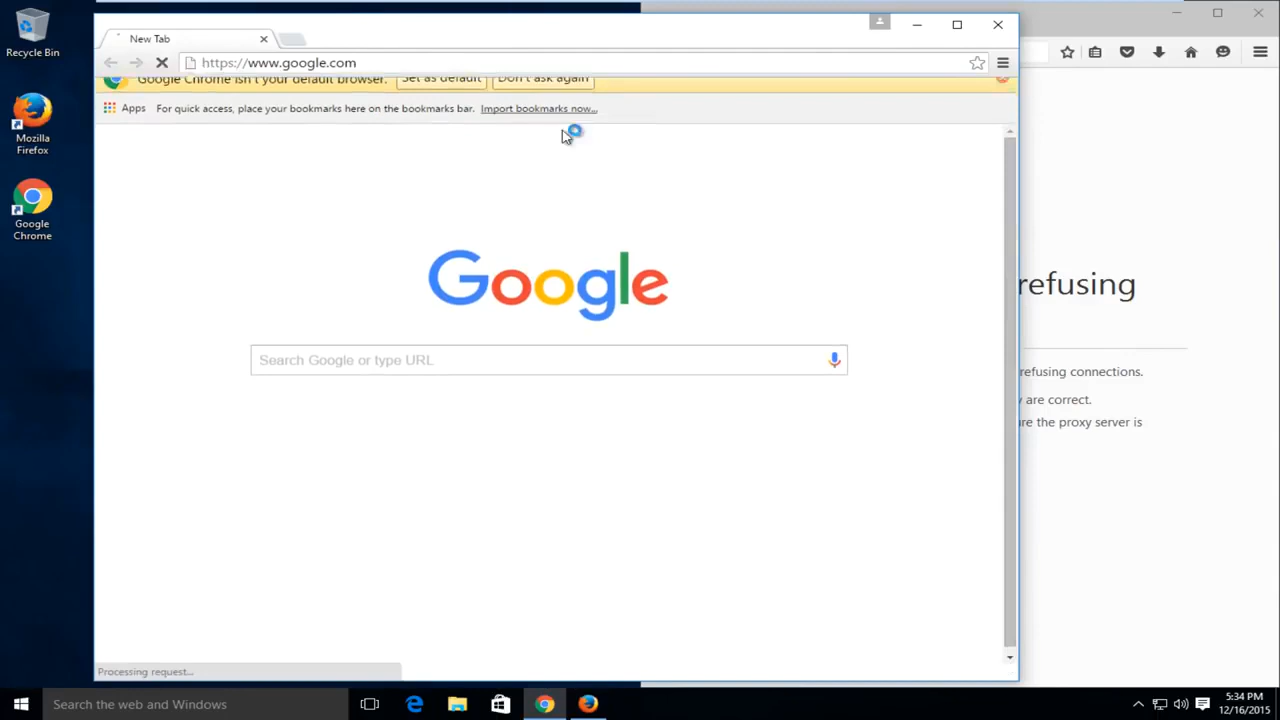 Recycle Bin
Mozilla
Firefox
Google
Chrome
New Tab
https://www.google.com
Google Chrome isn't your default browser. Set as default Don't ask again
Apps For quick access, place your bookmarks here on the bookmarks bar. Import bookmarks now...
Google
Search Google or type URL
refusing
refusing connections.
are correct.
the proxy server is
Processing request...
Search the web and Windows
5:34 PM
12/16/2015